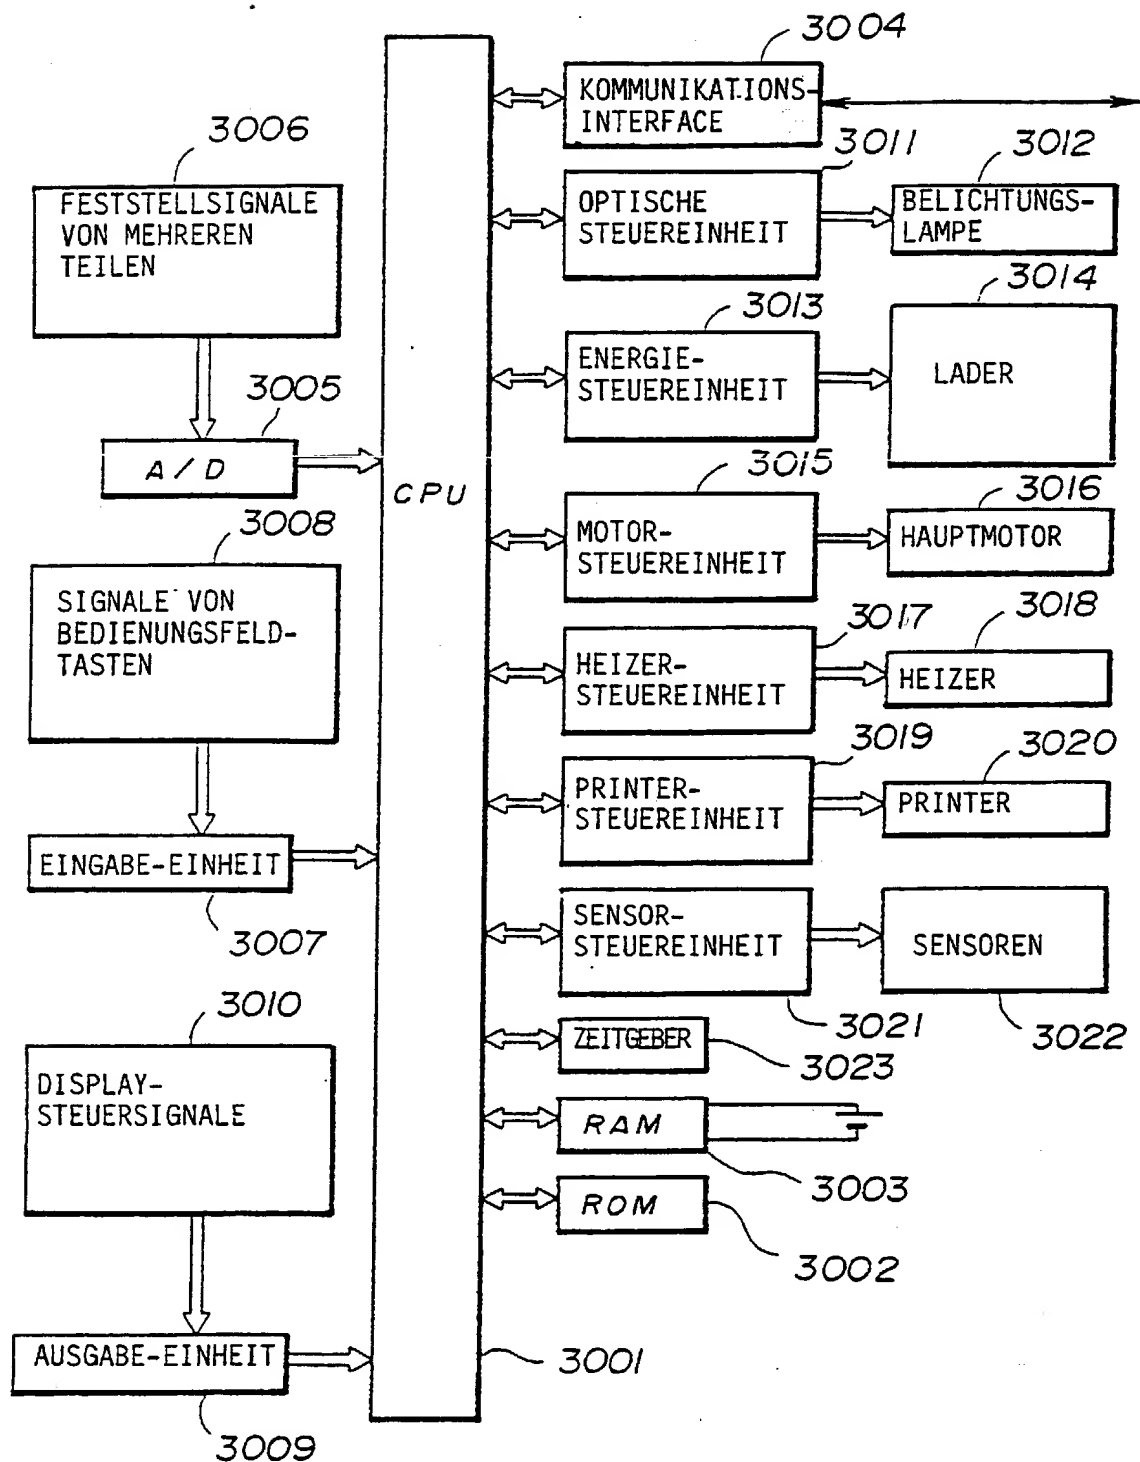 3004
KOMMUNIKATIONS-
INTERFACE
3006
FESTSTELLSIGNALE
VON MEHREREN
TEILEN
3011
OPTISCHE
STEUEREINHEIT
3012
BELICHTUNGS-
LAMPE
3013
ENERGIE-
STEUEREINHEIT
3014
LADER
3005
A/D
CPU
3015
MOTOR-
STEUEREINHEIT
3016
HAUPTMOTOR
3008
SIGNALE VON
BEDIENUNGSFELD-
TASTEN
3017
HEIZER-
STEUEREINHEIT
3018
HEIZER
3019
PRINTER-
STEUEREINHEIT
3020
PRINTER
EINGABE-EINHEIT
3007
SENSOR-
STEUEREINHEIT
3021
SENSOREN
3022
3010
DISPLAY-
STEUERSIGNALE
ZEITGEBER
3023
RAM
3003
ROM
3002
AUSGABE-EINHEIT
3009
3001